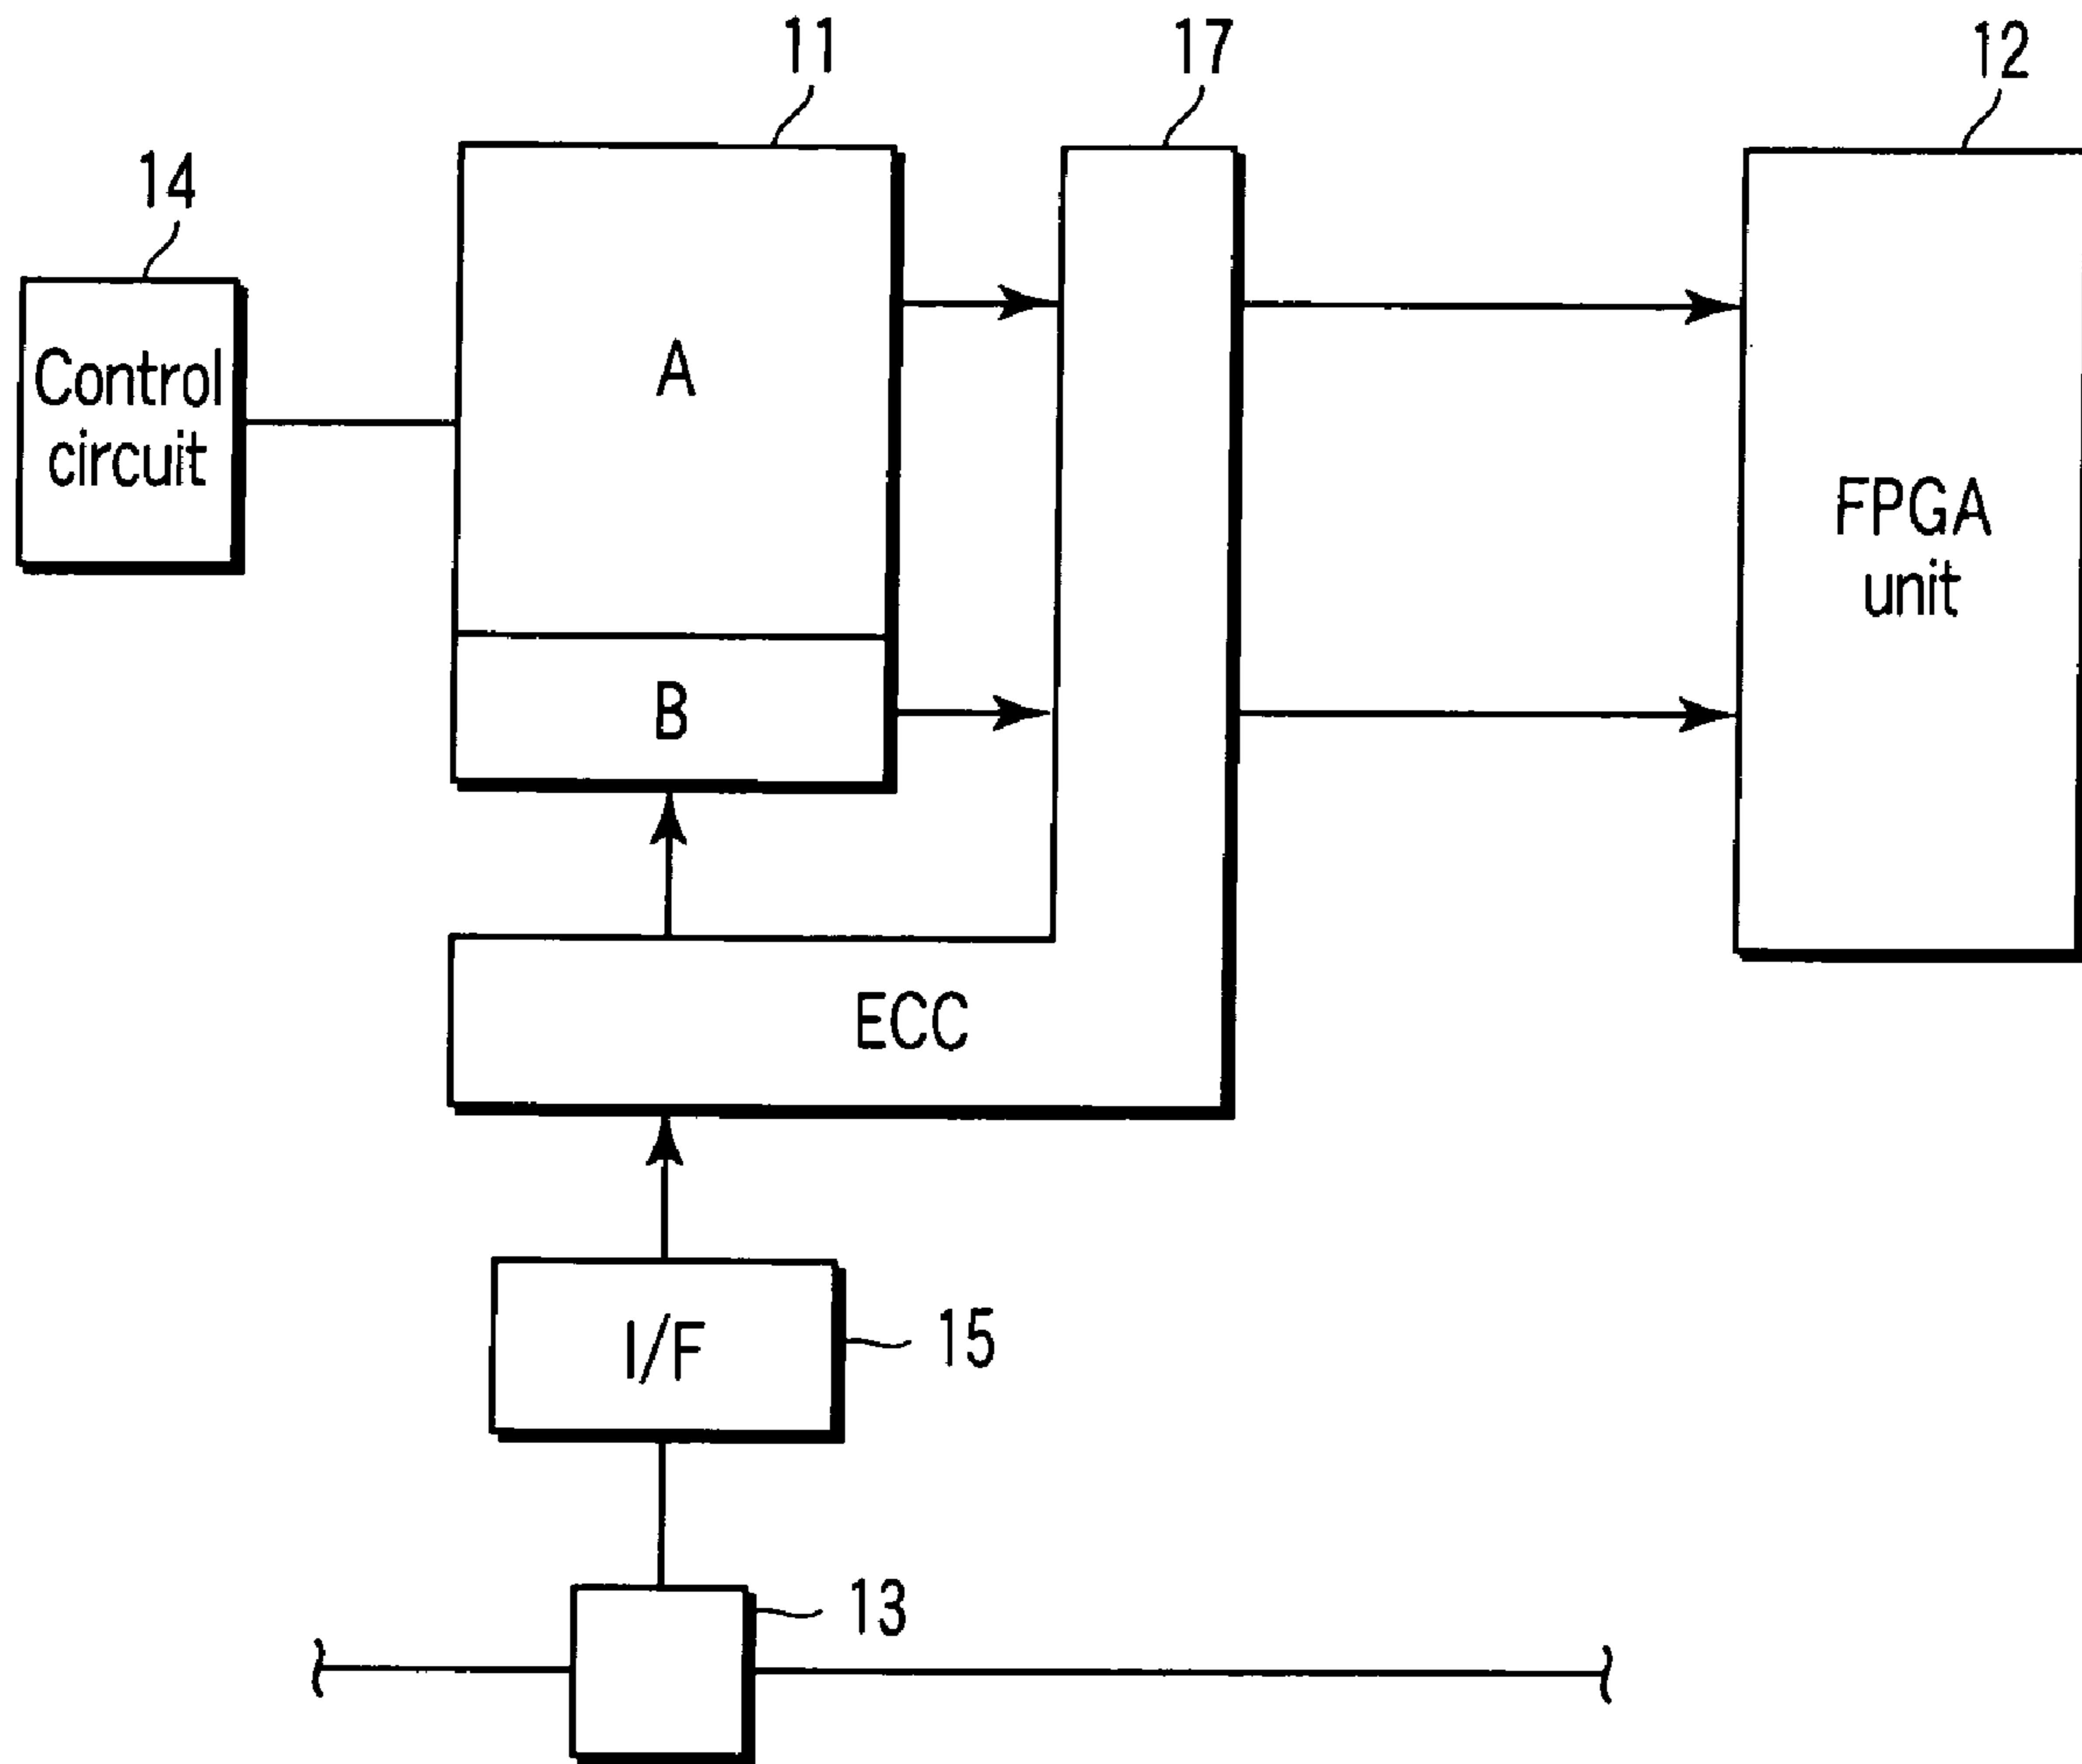 11
17
12
14
Control
circuit
A
FPGA
unit
B
ECC
I/F
15
13